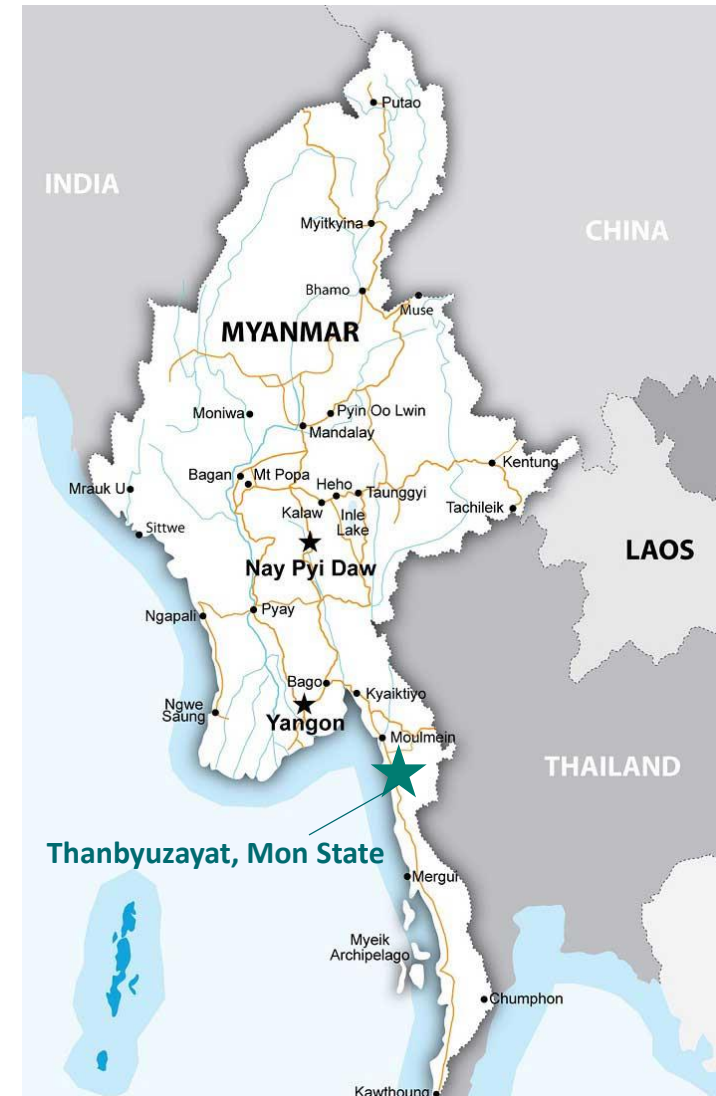 Putao
INDIA
Myitkyina
CHINA
Bhamo
Muse
MYANMAR
Moniwa
Pyin Oo Lwin
Mandalay
Kentung
Bagan
Mt Popa
Heho
Taunggyi
Mrauk U
Kalaw
Inle
Lake
Tachileik
Sittwe
LAOS
Nay Pyi Daw
Ngapali
Pyay
Bago
Kyaiktiyo
Ngwe
Saung
Yangon
Moulmein
THAILAND
Thanbyuzayat, Mon State
Mergui
Myeik
Archipelago
Chumphon
Kawthoung